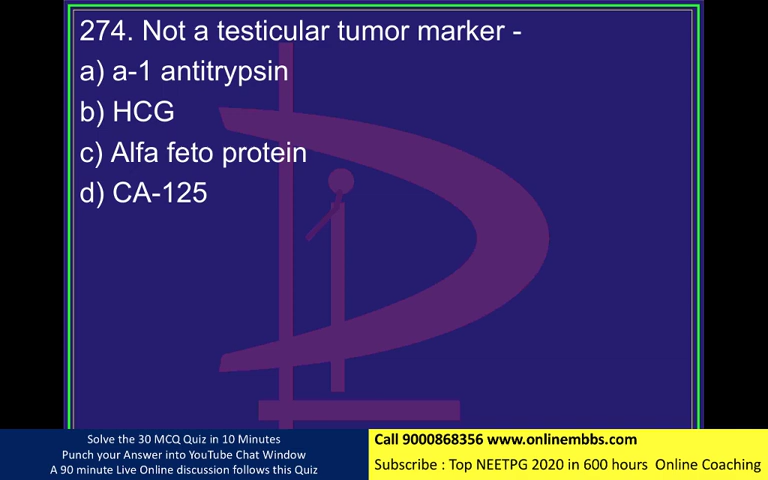 274. Not a testicular tumor marker -
a) a-1 antitrypsin
b) HCG
c) Alfa feto protein
d) CA-125
Solve the 30 MCQ Quiz in 10 Minutes
Punch your Answer into YouTube Chat Window
A 90 minute Live Online discussion follows this Quiz
Call 9000868356 www.onlinembbs.com
Subscribe : Top NEETPG 2020 in 600 hours Online Coaching